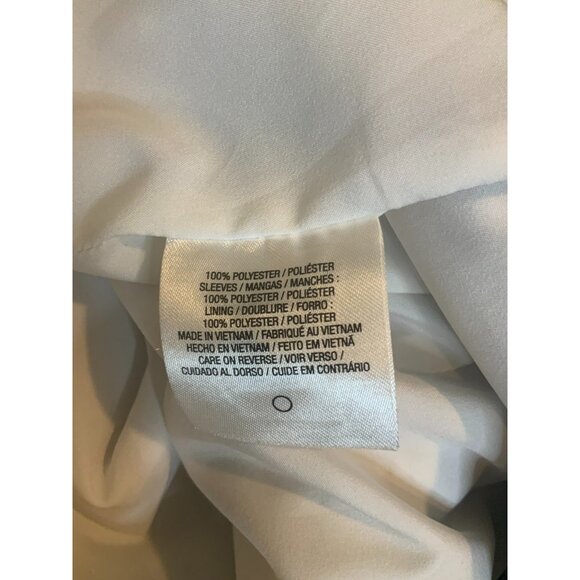 100% POLYESTER / POLIÉSTER
SLEEVES / MANGAS / MANCHES :
100% POLYESTER / POLIÉSTER
LINING / DOUBLURE / FORRO :
100% POLYESTER / POLIÉSTER
MADE IN VIETNAM / FABRIQUÉ AU VIETNAM
HECHO EN VIETNAM / FEITO EM VIETNÃ
CARE ON REVERSE / VOIR VERSO /
CUIDADO AL DORSO / CUIDE EM CONTRÁRIO